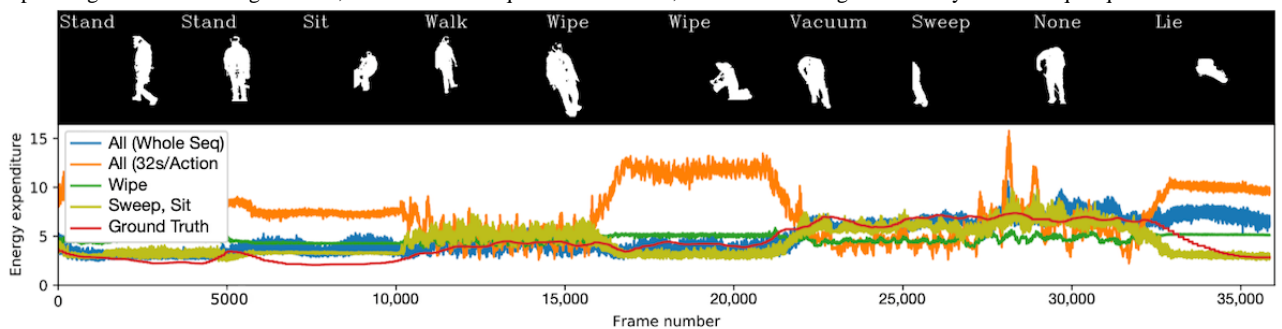 Stand Stand Sit Walk Wipe Wipe Vacuum Sweep None Lie
Energy expenditure
15
10
5
0
All (Whole Seq)
All (32s/Action
Wipe
Sweep, Sit
Ground Truth
0 5000 10,000 15,000 20,000 25,000 30,000 35,000
Frame number